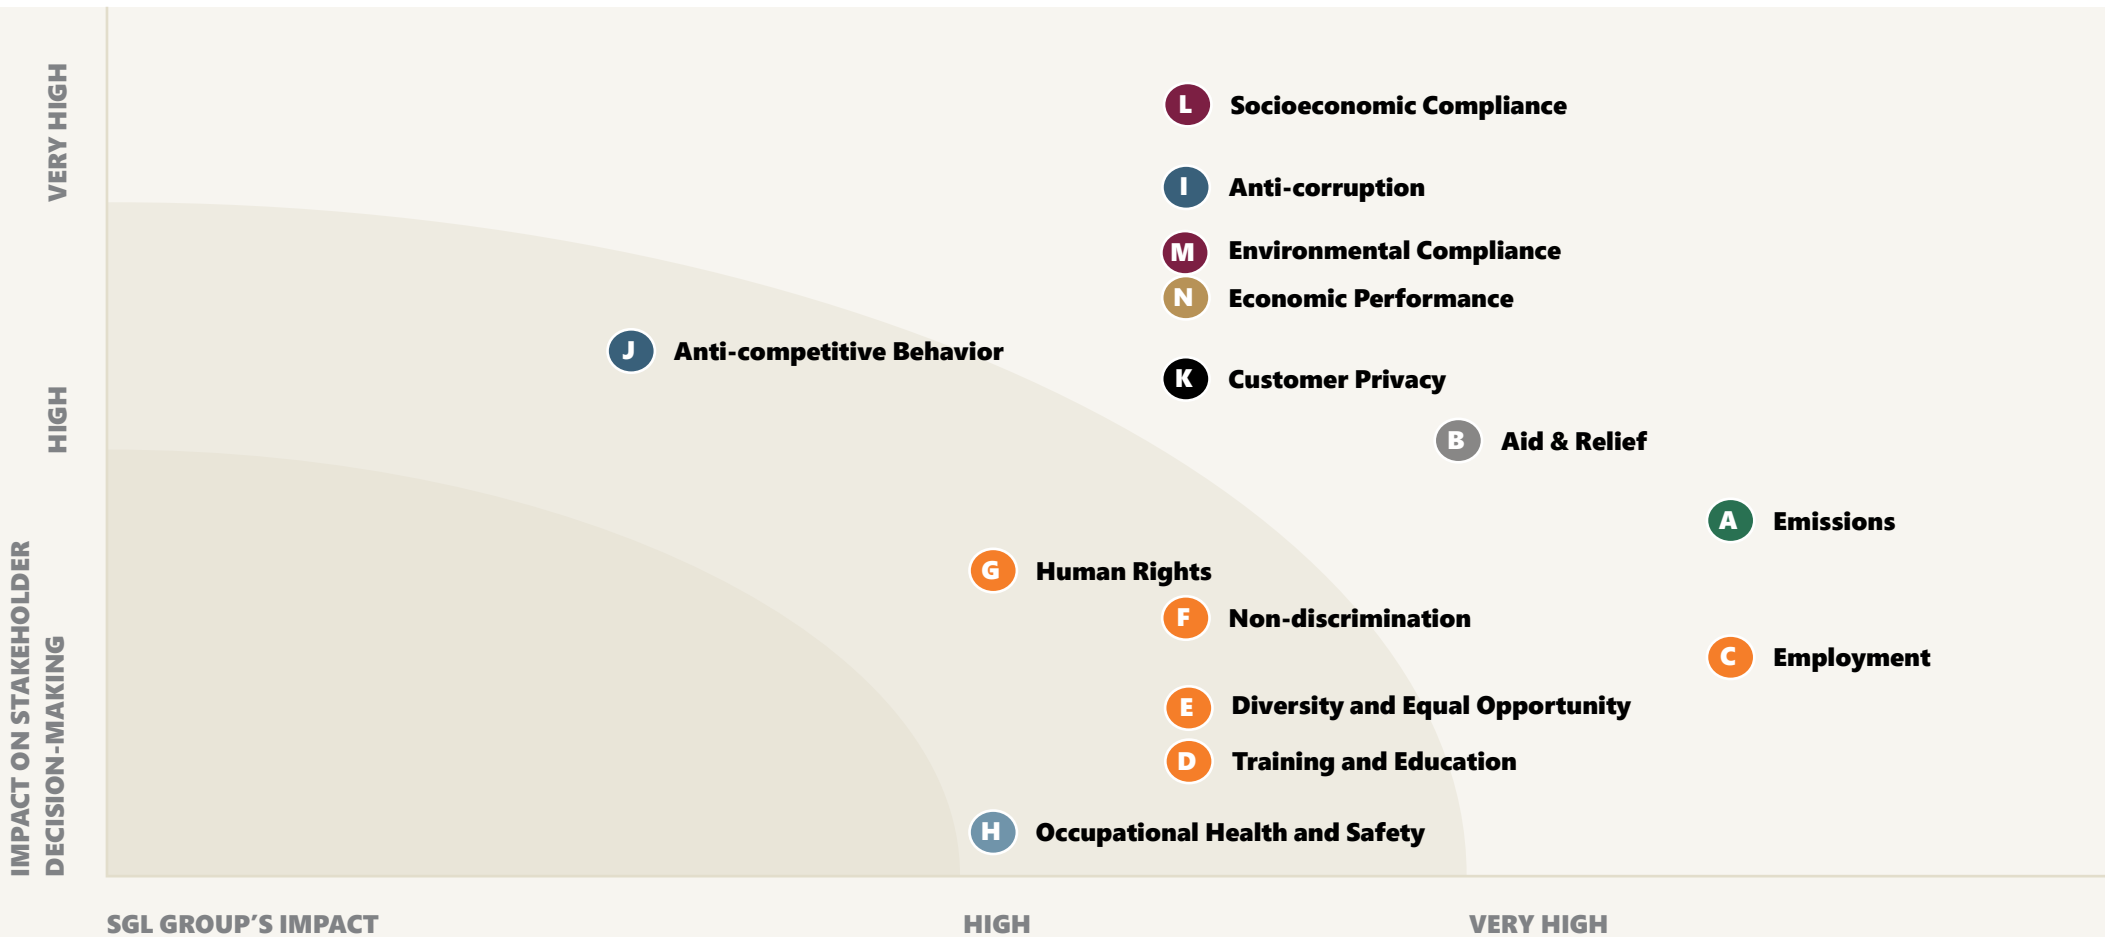 VERY HIGH
HIGH
IMPACT ON STAKEHOLDER
DECISION-MAKING
L Socioeconomic Compliance
I Anti-corruption
M Environmental Compliance
N Economic Performance
J Anti-competitive Behavior
K Customer Privacy
B Aid & Relief
A Emissions
G Human Rights
F Non-discrimination
C Employment
E Diversity and Equal Opportunity
D Training and Education
H Occupational Health and Safety
SGL GROUP’S IMPACT
HIGH
VERY HIGH